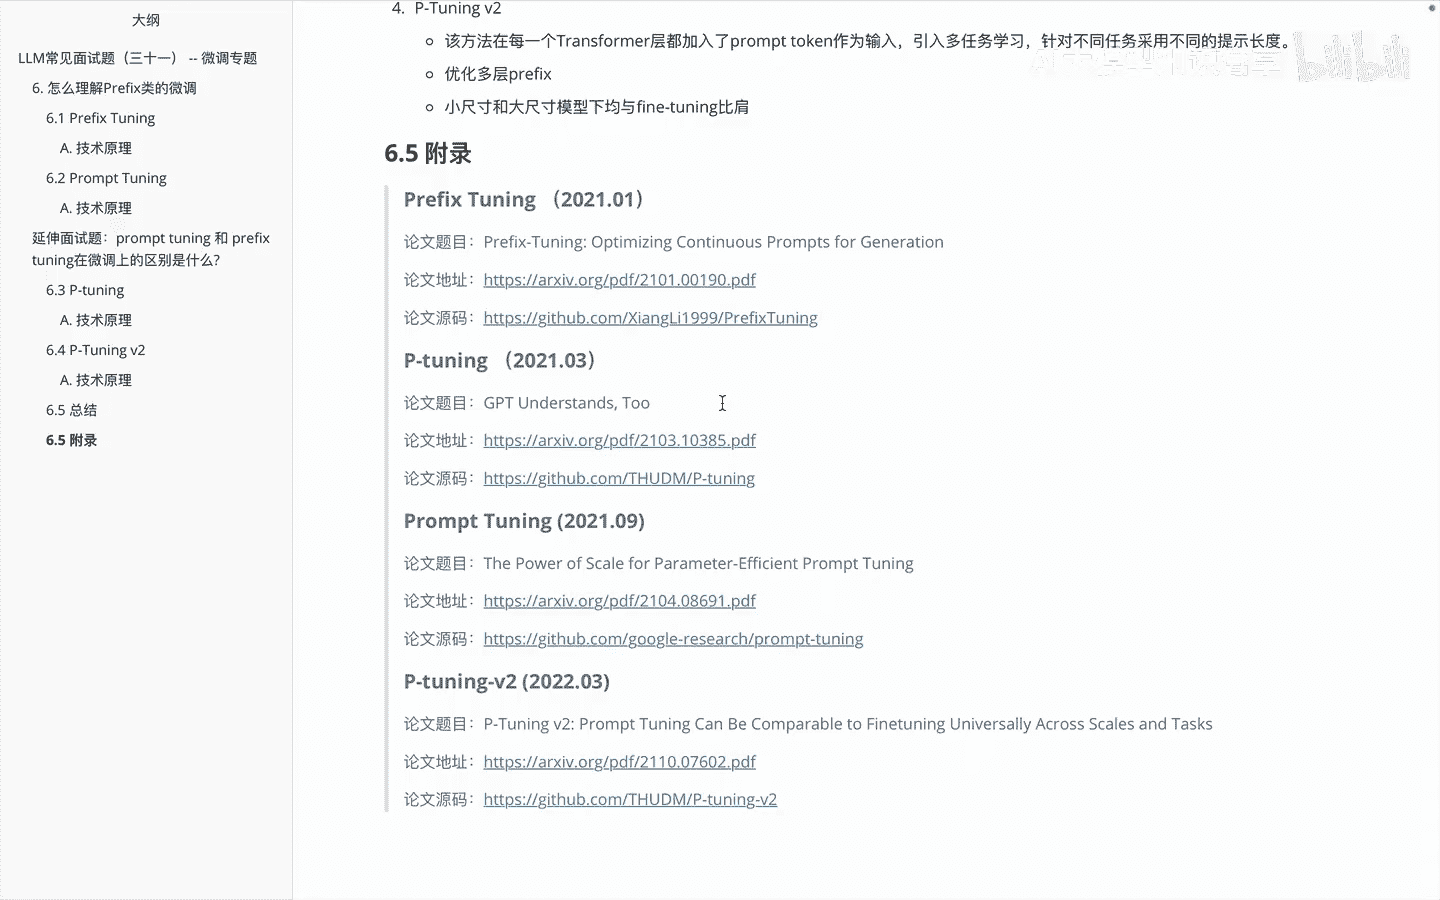 大纲
LLM常见面试题（三十一） -- 微调专题
6. 怎么理解Prefix类的微调
6.1 Prefix Tuning
A. 技术原理
6.2 Prompt Tuning
A. 技术原理
延伸面试题：prompt tuning 和 prefix
tuning在微调上的区别是什么?
6.3 P-tuning
A. 技术原理
6.4 P-Tuning v2
A. 技术原理
6.5 总结
6.5 附录
4. P-Tuning v2
该方法在每一个Transformer层都加入了prompt token作为输入，引入多任务学习，针对不同任务采用不同的提示长度。
优化多层prefix
小尺寸和大尺寸模型下均与fine-tuning比肩
6.5 附录
Prefix Tuning （2021.01）
论文题目：Prefix-Tuning: Optimizing Continuous Prompts for Generation
论文地址：https://arxiv.org/pdf/2101.00190.pdf
论文源码：https://github.com/XiangLi1999/PrefixTuning
P-tuning （2021.03）
论文题目：GPT Understands, Too
论文地址：https://arxiv.org/pdf/2103.10385.pdf
论文源码：https://github.com/THUDM/P-tuning
Prompt Tuning (2021.09)
论文题目：The Power of Scale for Parameter-Efficient Prompt Tuning
论文地址：https://arxiv.org/pdf/2104.08691.pdf
论文源码：https://github.com/google-research/prompt-tuning
P-tuning-v2 (2022.03)
论文题目：P-Tuning v2: Prompt Tuning Can Be Comparable to Finetuning Universally Across Scales and Tasks
论文地址：https://arxiv.org/pdf/2110.07602.pdf
论文源码：https://github.com/THUDM/P-tuning-v2
bilibili